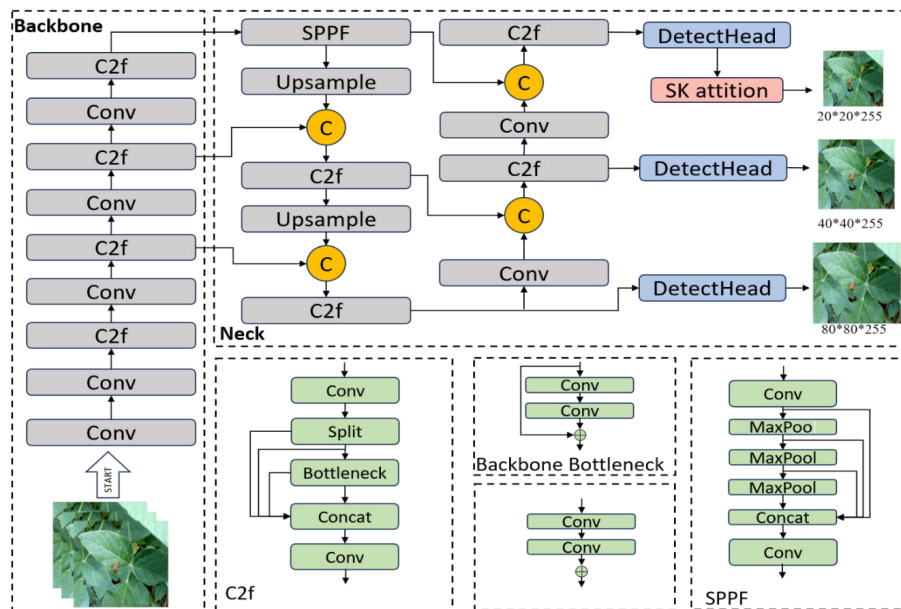 Backbone
C2f
Conv
C2f
Conv
C2f
Conv
C2f
Conv
Conv
START
SPPF
Upsample
C
C2f
Upsample
C
C2f
Neck
C2f
C
Conv
C2f
C
Conv
DetectHead
SK attition
20*20*255
DetectHead
40*40*255
DetectHead
80*80*255
Conv
Split
Bottleneck
Concat
Conv
C2f
Conv
Conv
Backbone Bottleneck
Conv
Conv
Conv
MaxPoo
MaxPool
MaxPool
Concat
Conv
SPPF